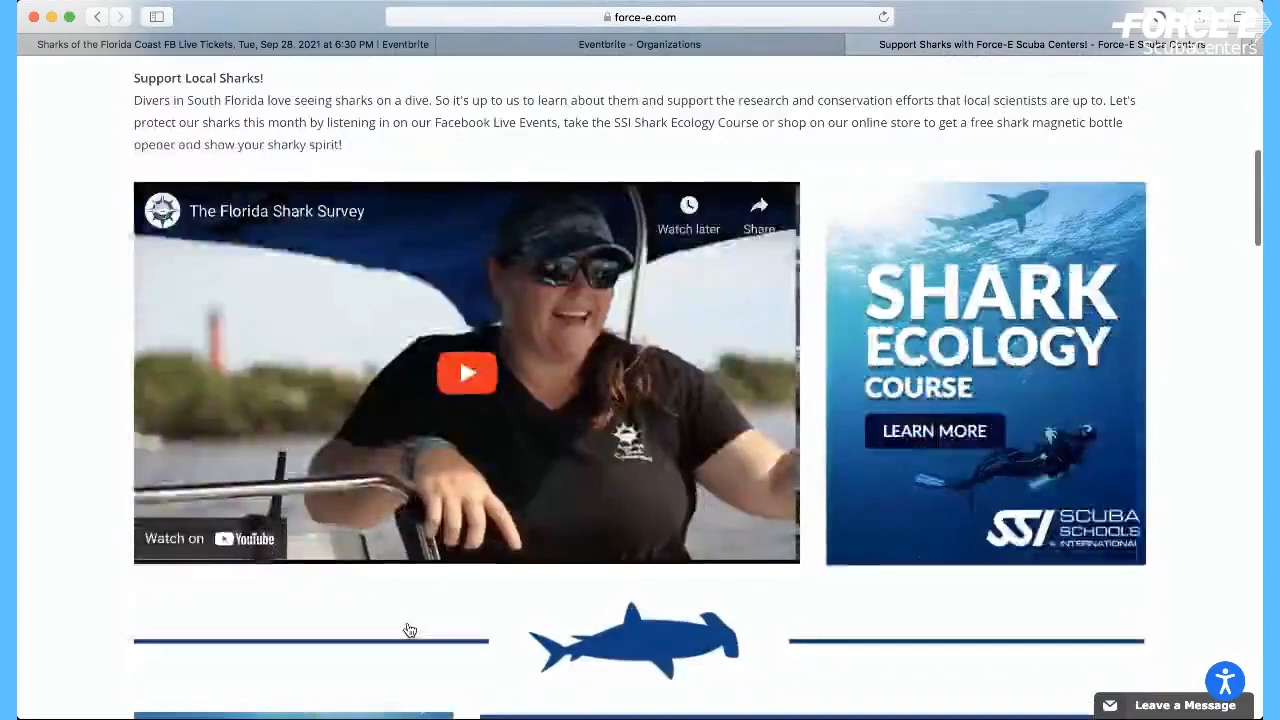 force-e.com
FORCE-E
Scubacenters
Sharks of the Florida Coast FB Live Tickets, Tue, Sep 28, 2021 at 6:30 PM | Eventbrite
Eventbrite - Organizations
Support Sharks with Force-E Scuba Centers! - Force-E Scuba Centers
Support Local Sharks!
Divers in South Florida love seeing sharks on a dive. So it's up to us to learn about them and support the research and conservation efforts that local scientists are up to. Let's
protect our sharks this month by listening in on our Facebook Live Events, take the SSI Shark Ecology Course or shop on our online store to get a free shark magnetic bottle
opener and show your sharky spirit!
The Florida Shark Survey
Watch later
Share
Watch on YouTube
SHARK
ECOLOGY
COURSE
LEARN MORE
SSI SCUBA
SCHOOLS
INTERNATIONAL
Leave a Message